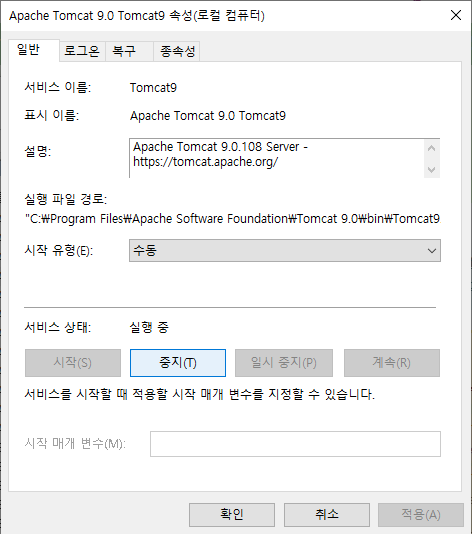 Apache Tomcat 9.0 Tomcat9 속성(로컬 컴퓨터)
일반 로그온 복구 종속성
서비스 이름: Tomcat9
표시 이름: Apache Tomcat 9.0 Tomcat9
설명: Apache Tomcat 9.0.108 Server -
https://tomcat.apache.org/
실행 파일 경로:
"C:₩Program Files₩Apache Software Foundation₩Tomcat 9.0₩bin₩Tomcat9
시작 유형(E): 수동
서비스 상태: 실행 중
시작(S) 중지(T) 일시 중지(P) 계속(R)
서비스를 시작할 때 적용할 시작 매개 변수를 지정할 수 있습니다.
시작 매개 변수(M):
확인 취소 적용(A)